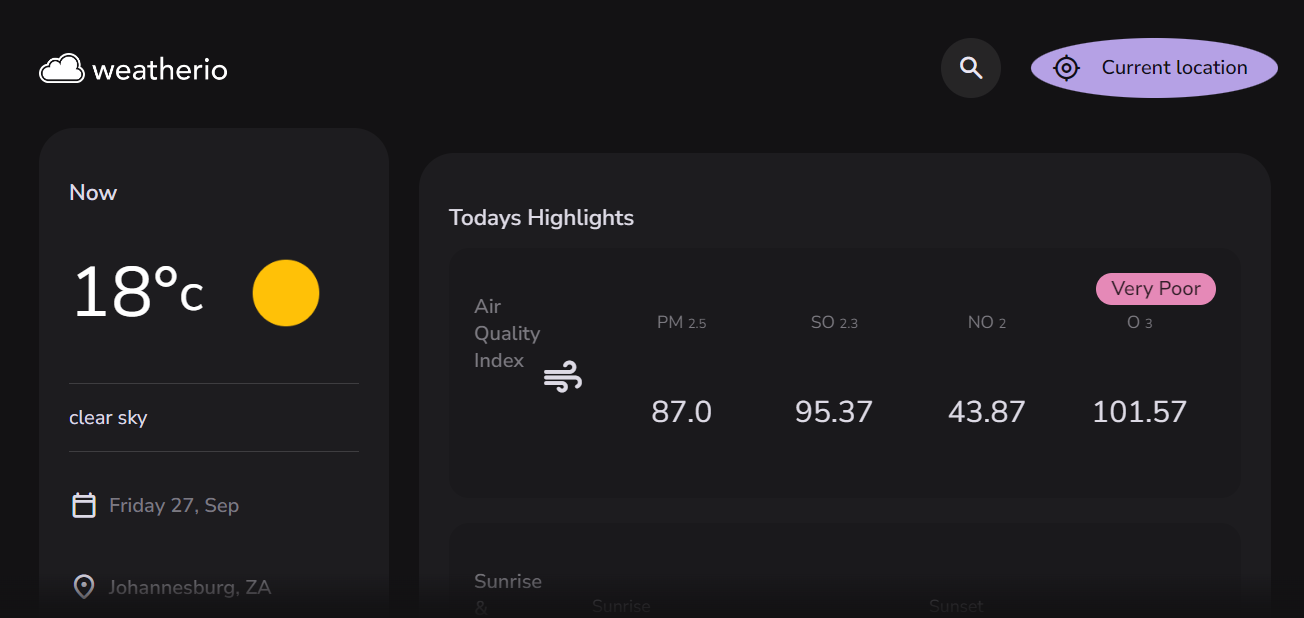 weatherio
Current location
Now
18°c
clear sky
Friday 27, Sep
Johannesburg, ZA
Todays Highlights
Air
Quality
Index
Very Poor
PM 2.5
SO 2.3
NO 2
O 3
87.0
95.37
43.87
101.57
Sunrise
&
Sunrise
Sunset